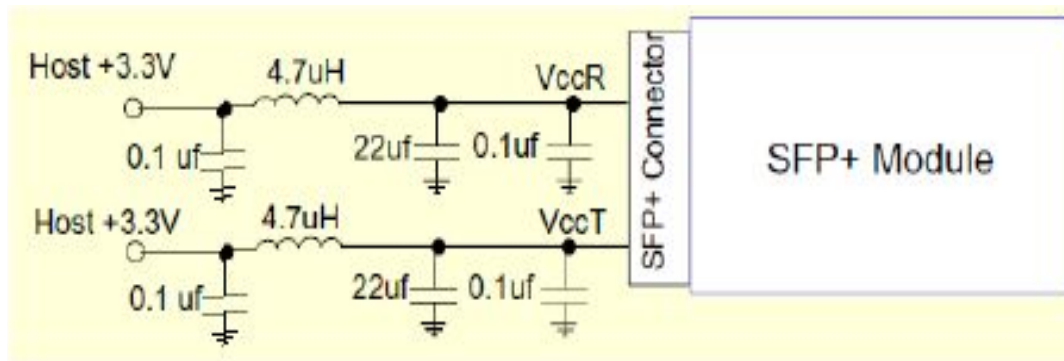 Host +3.3V
4.7uH
VccR
0.1 uf
22uf
0.1uf
Host +3.3V
4.7uH
VccT
0.1 uf
22uf
0.1uf
SFP+ Connector
SFP+ Module